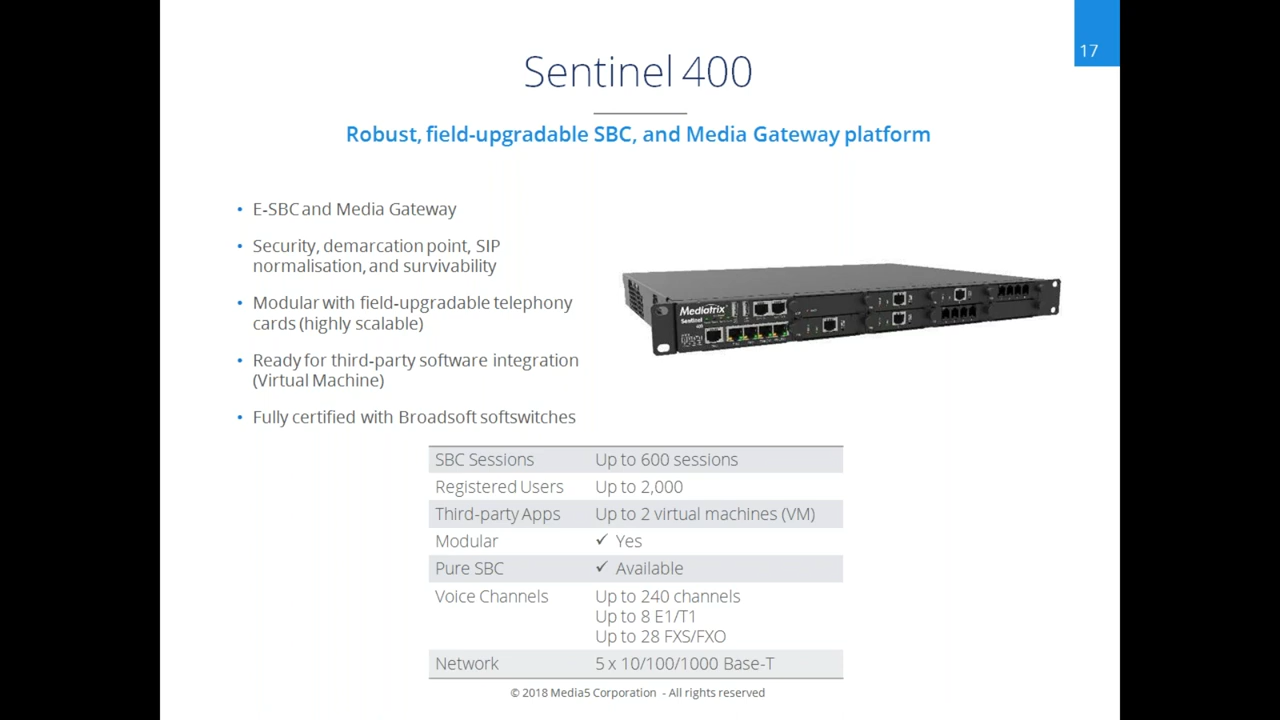 17
Sentinel 400
Robust, field-upgradable SBC, and Media Gateway platform
• E-SBC and Media Gateway
• Security, demarcation point, SIP
normalisation, and survivability
• Modular with field-upgradable telephony
cards (highly scalable)
• Ready for third-party software integration
(Virtual Machine)
• Fully certified with Broadsoft softswitches
Mediatrix
Sentinel
400
SBC Sessions Up to 600 sessions
Registered Users Up to 2,000
Third-party Apps Up to 2 virtual machines (VM)
Modular ✓ Yes
Pure SBC ✓ Available
Voice Channels Up to 240 channels
Up to 8 E1/T1
Up to 28 FXS/FXO
Network 5 x 10/100/1000 Base-T
© 2018 Media5 Corporation - All rights reserved